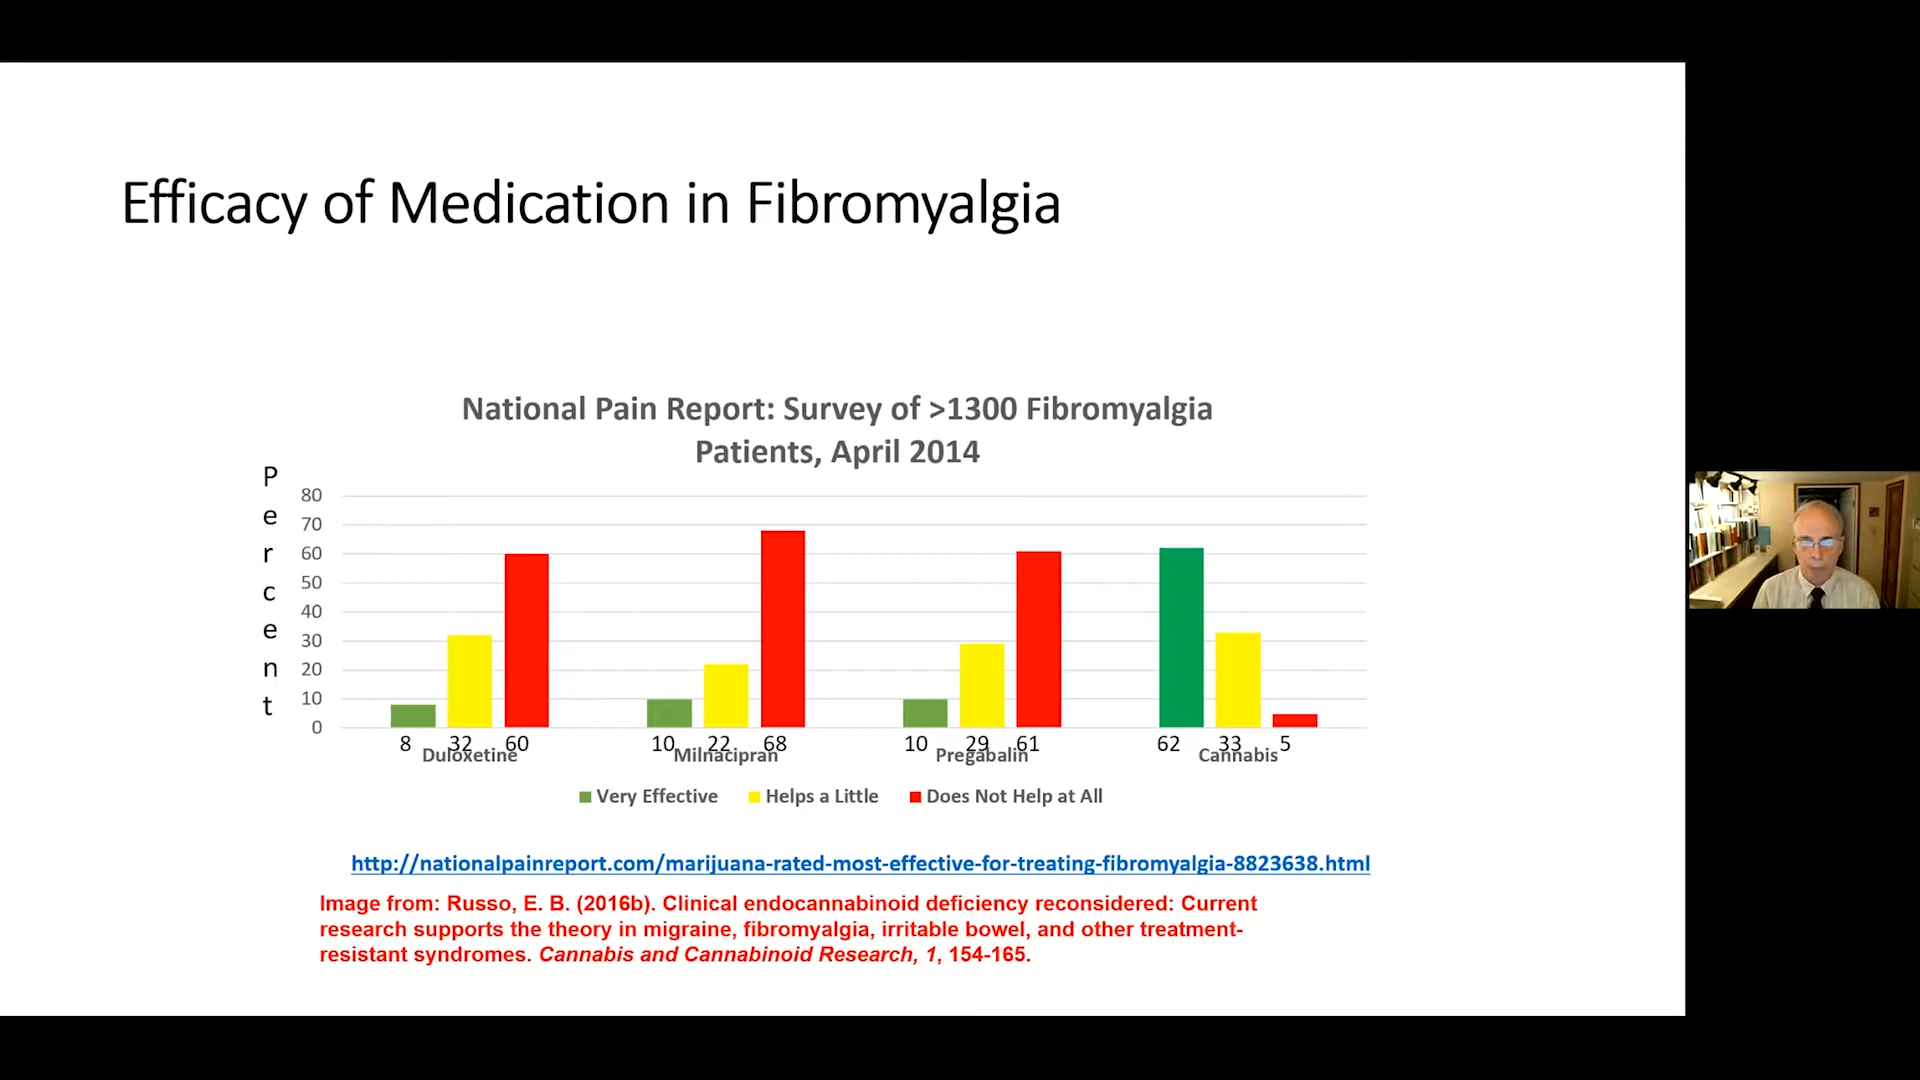 Efficacy of Medication in Fibromyalgia
National Pain Report: Survey of >1300 Fibromyalgia
Patients, April 2014
Percent
80
70
60
50
40
30
20
10
0
8 32 60 10 22 68 10 29 61 62 33 5
Duloxetine Milnacipran Pregabalin Cannabis
Very Effective Helps a Little Does Not Help at All
http://nationalpainreport.com/marijuana-rated-most-effective-for-treating-fibromyalgia-8823638.html
Image from: Russo, E. B. (2016b). Clinical endocannabinoid deficiency reconsidered: Current
research supports the theory in migraine, fibromyalgia, irritable bowel, and other treatment-
resistant syndromes. Cannabis and Cannabinoid Research, 1, 154-165.